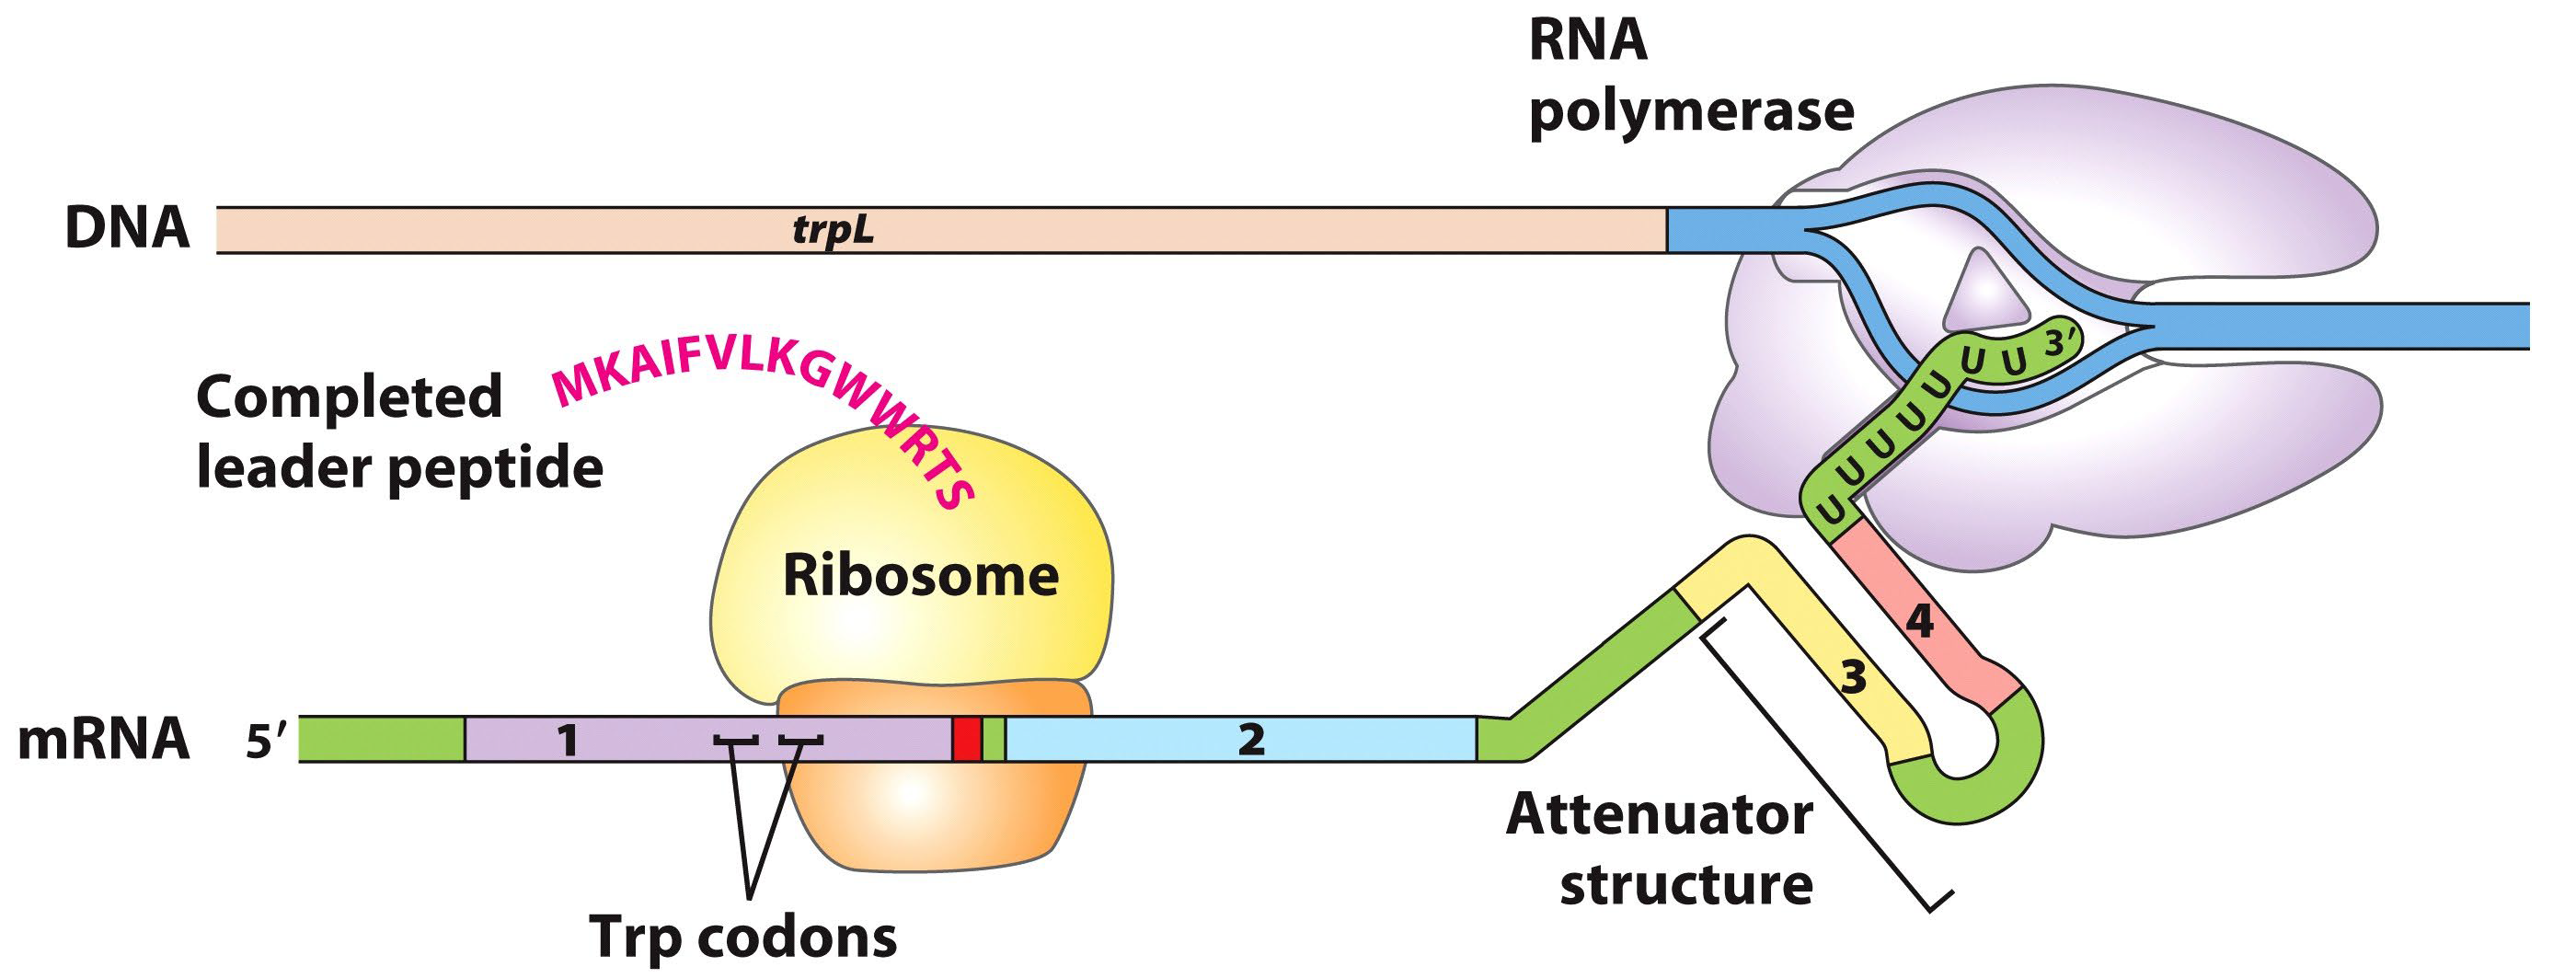 RNA
polymerase
DNA
trpL
MKAIFVLKGWWRTS
Completed
leader peptide
UUUUUUU 3′
Ribosome
mRNA 5′ 1 2 3 4
Attenuator
structure
Trp codons